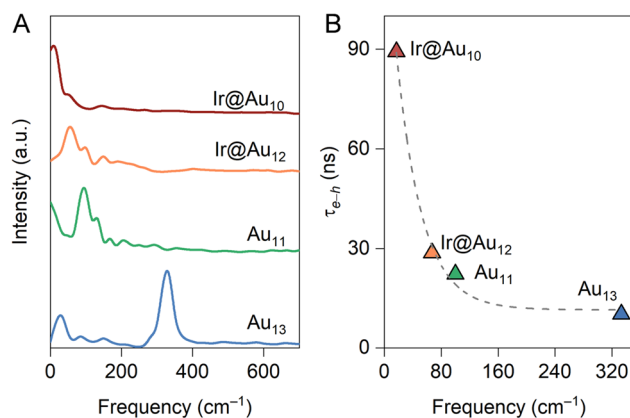 A
Intensity (a.u.)
Ir@Au₁₀
Ir@Au₁₂
Au₁₁
Au₁₃
0 200 400 600
Frequency (cm⁻¹)
B
τₑ₋ₕ (ns)
90
60
30
0
Ir@Au₁₀
Ir@Au₁₂
Au₁₁
Au₁₃
0 80 160 240 320
Frequency (cm⁻¹)